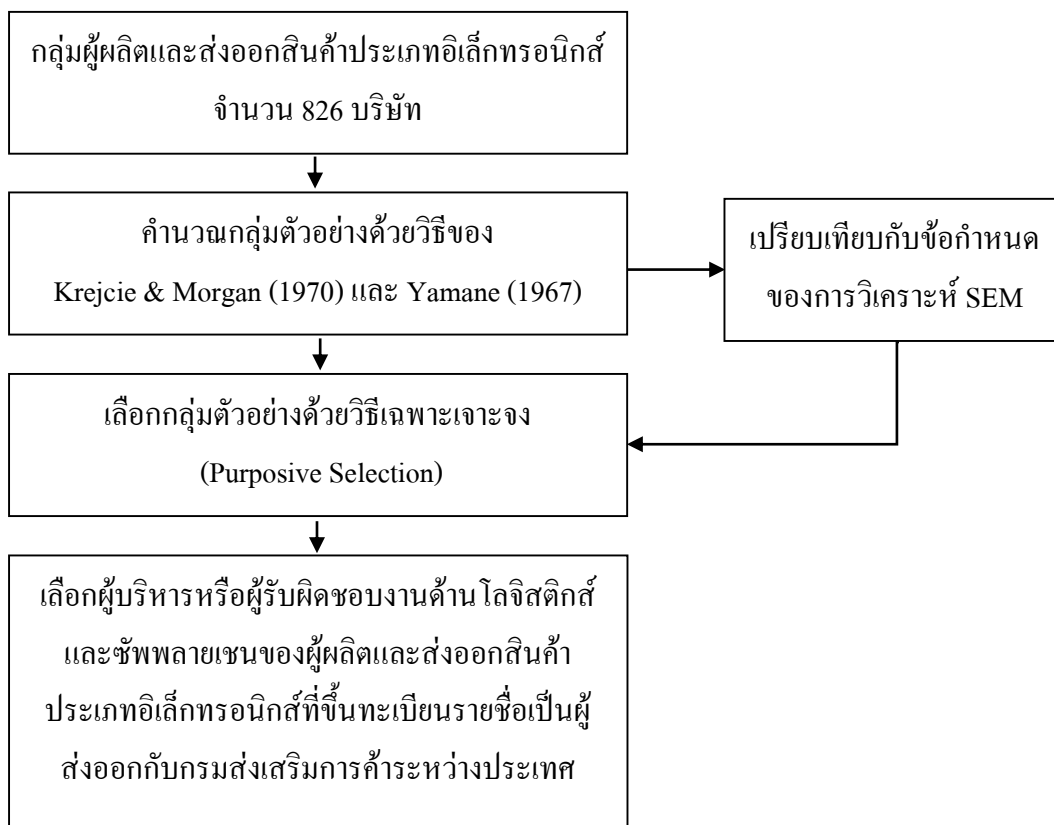 กลุ่มผู้ผลิตและส่งออกสินค้าประเภทอิเล็กทรอนิกส์
จำนวน 826 บริษัท
คำนวณกลุ่มตัวอย่างด้วยวิธีของ
Krejcie & Morgan (1970) และ Yamane (1967)
เปรียบเทียบกับข้อกำหนด
ของการวิเคราะห์ SEM
เลือกกลุ่มตัวอย่างด้วยวิธีเฉพาะเจาะจง
(Purposive Selection)
เลือกผู้บริหารหรือผู้รับผิดชอบงานด้านโลจิสติกส์
และซัพพลายเชนของผู้ผลิตและส่งออกสินค้า
ประเภทอิเล็กทรอนิกส์ที่ขึ้นทะเบียนรายชื่อเป็นผู้
ส่งออกกับกรมส่งเสริมการค้าระหว่างประเทศ